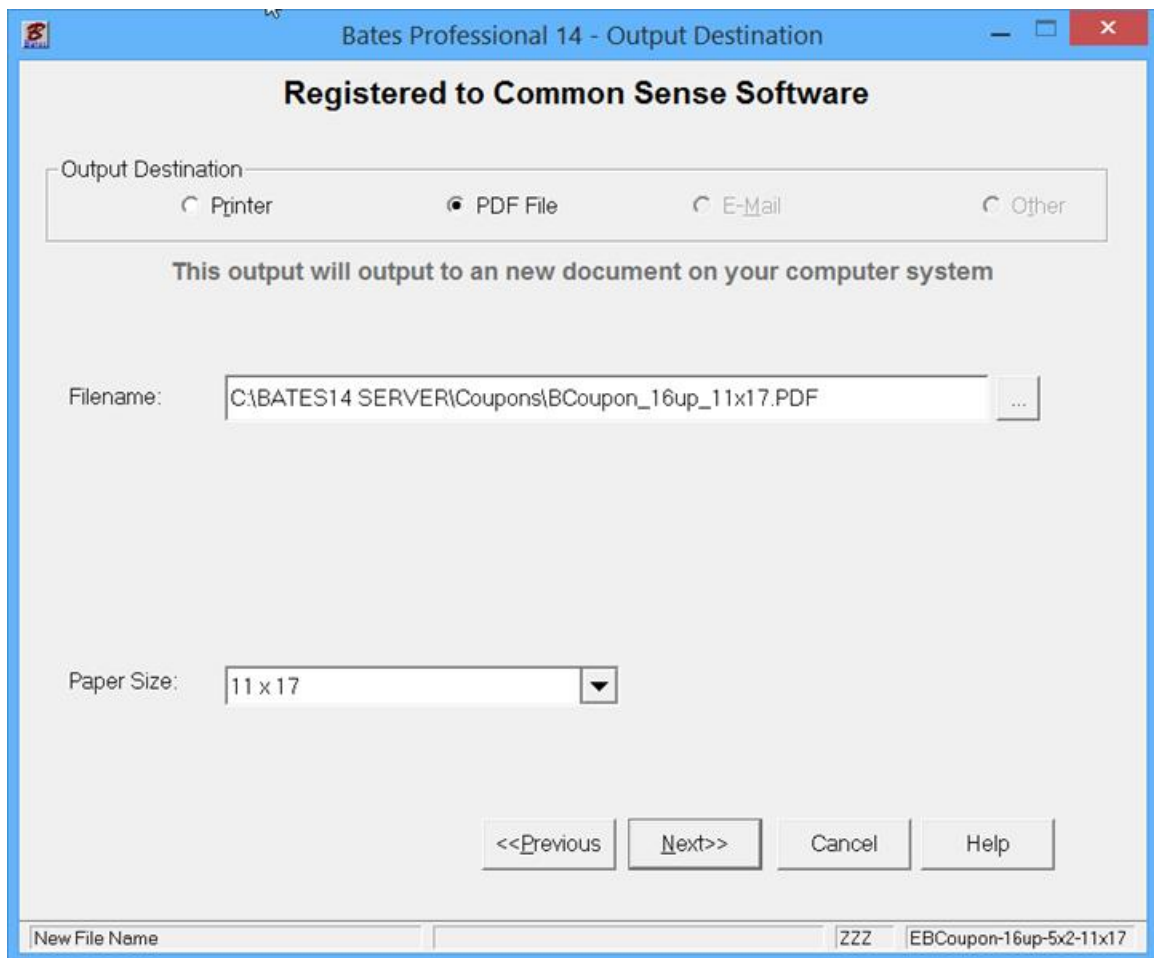 B
Bates
Bates Professional 14 - Output Destination
Registered to Common Sense Software
Output Destination
Printer PDF File E-Mail Other
This output will output to an new document on your computer system
Filename: C:\BATES14 SERVER\Coupons\BCoupon_16up_11x17.PDF ...
Paper Size: 11 x 17
<<Previous Next>> Cancel Help
New File Name ZZZ EBCoupon-16up-5x2-11x17